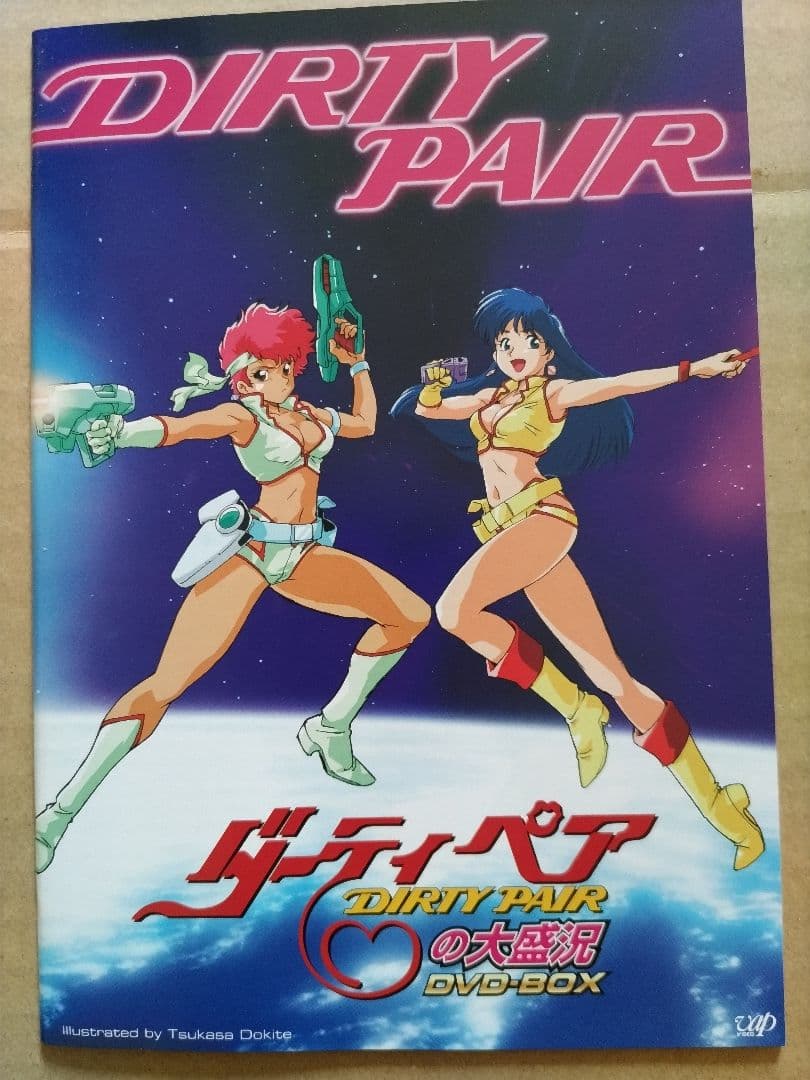 DIRTY
PAIR
ダーティペア
DIRTY PAIR
の大盛況
DVD-BOX
Illustrated by Tsukasa Dokite
vap
VIDEO